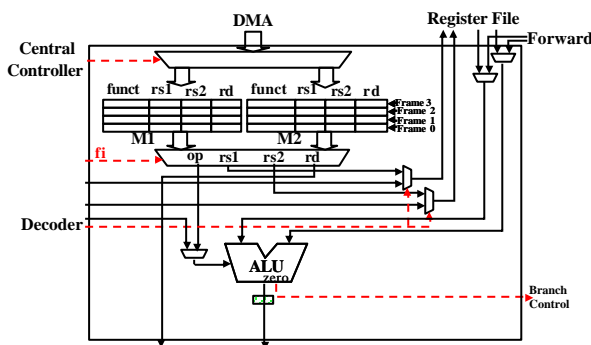 DMA
Register File
Forward
Central
Controller
funct rs1 rs2 rd
funct rs1 rs2 rd
Frame 3
Frame 2
Frame 1
Frame 0
M1
M2
fi
op rs1 rs2 rd
Decoder
ALU
zero
Branch
Control